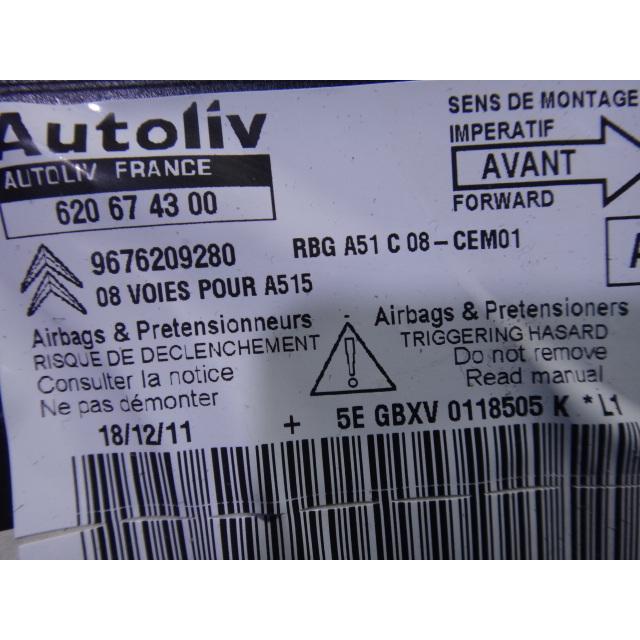 Autoliv
AUTOLIV FRANCE
620 67 43 00
SENS DE MONTAGE
IMPERATIF
AVANT
FORWARD
9676209280
RBG A51 C 08-CEM01
08 VOIES POUR A515
Airbags & Pretensionneurs
RISQUE DE DECLENCHEMENT
Consulter la notice
Ne pas démonter
Airbags & Pretensioners
TRIGGERING HASARD
Do not remove
Read manual
18/12/11 + 5E GBXV 0118505 K *L1